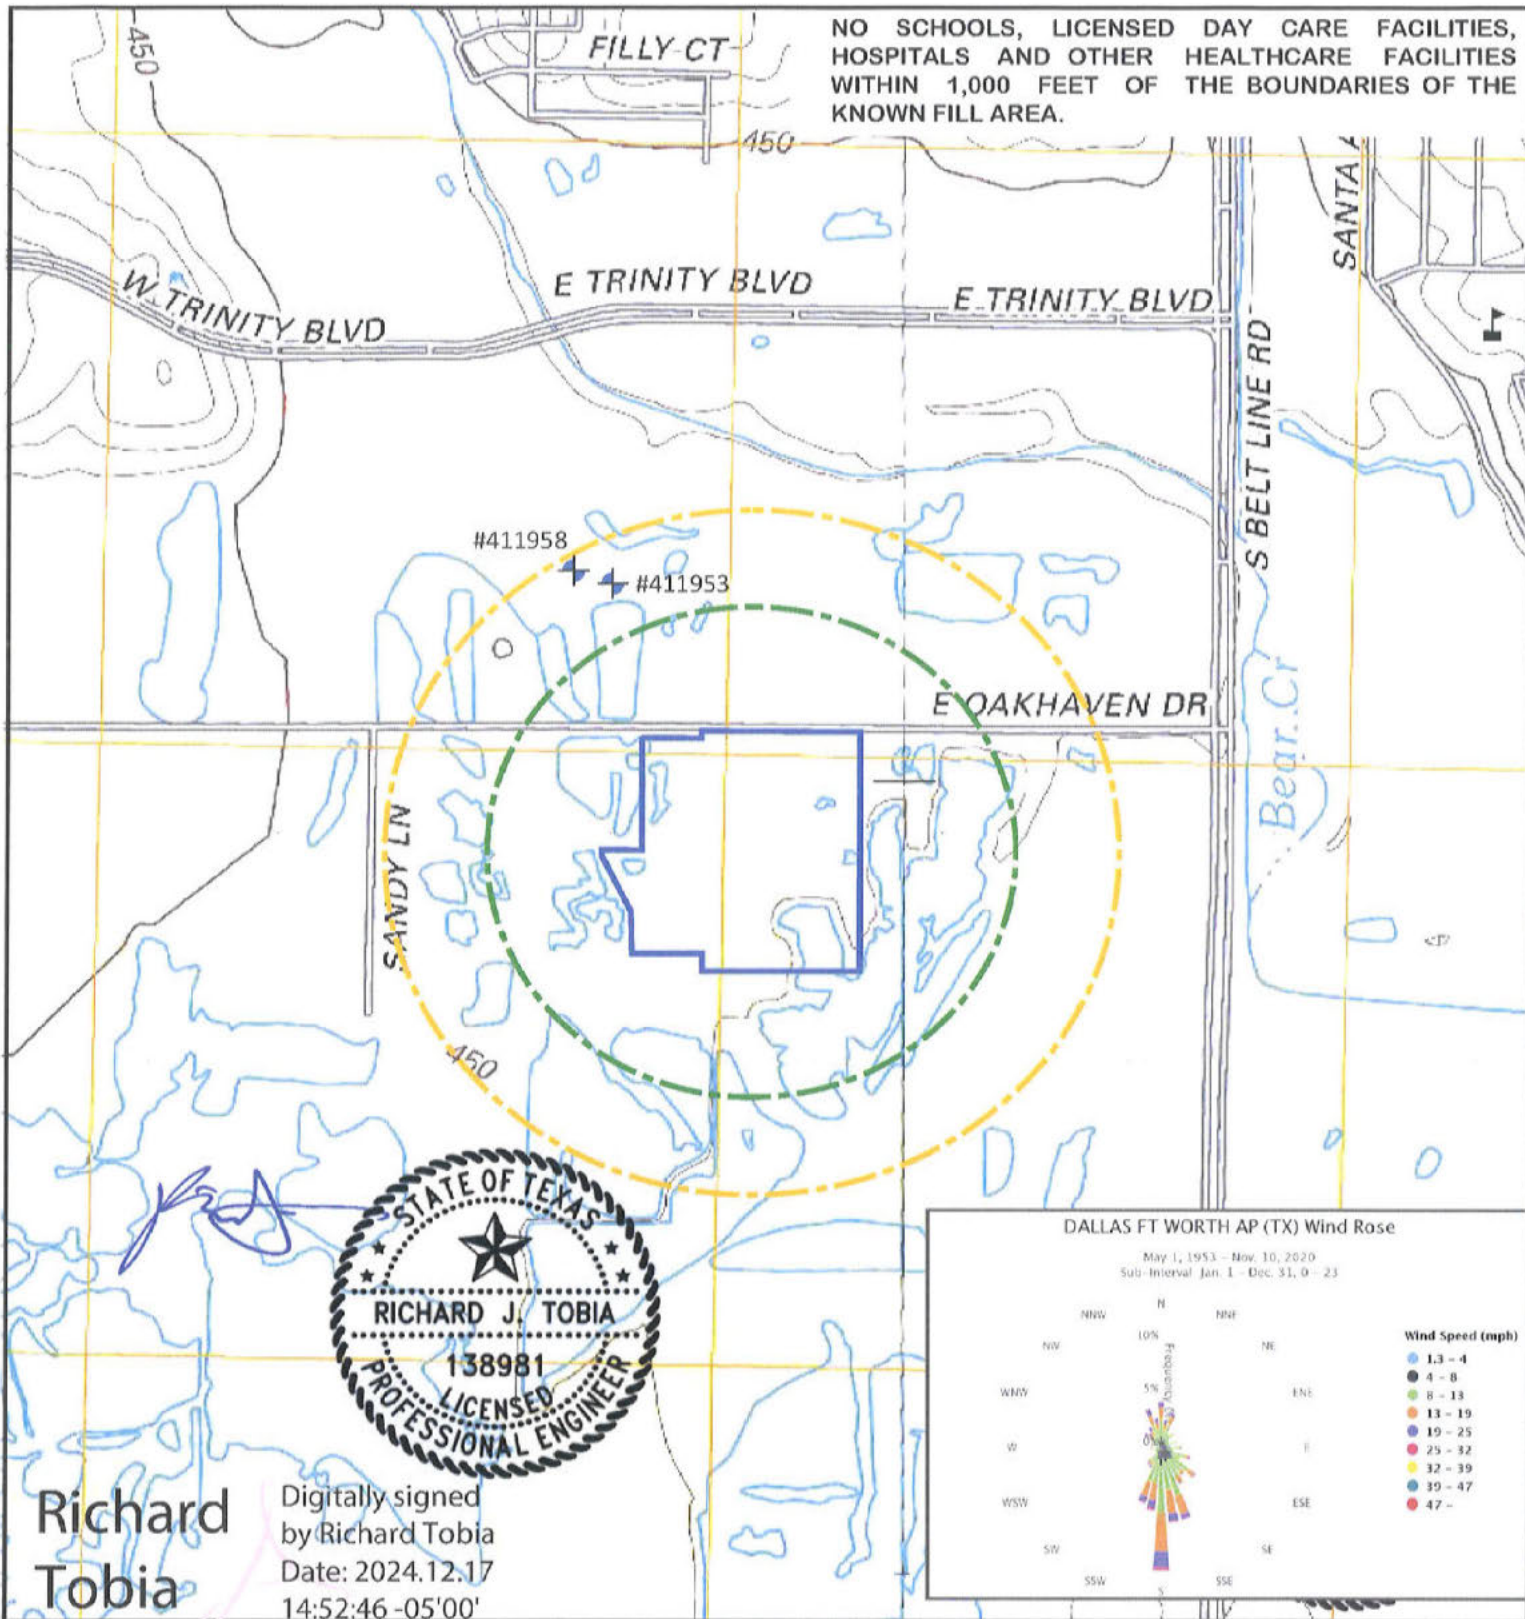 NO SCHOOLS, LICENSED DAY CARE FACILITIES,
HOSPITALS AND OTHER HEALTHCARE FACILITIES
WITHIN 1,000 FEET OF THE BOUNDARIES OF THE
KNOWN FILL AREA.
450
FILLY CT
450
SANTA
W TRINITY BLVD
E TRINITY BLVD
E TRINITY BLVD
S BELT LINE RD
#411958
#411953
E OAKHAVEN DR
Bear Cr
SANDY LN
450
STATE OF TEXAS
RICHARD J. TOBIA
138981
LICENSED
PROFESSIONAL ENGINEER
Richard
Tobia
Digitally signed
by Richard Tobia
Date: 2024.12.17
14:52:46 -05'00'
DALLAS FT WORTH AP (TX) Wind Rose
May 1, 1953 - Nov. 10, 2020
Sub-Interval Jan. 1 - Dec. 31, 0 - 23
N
NNW
NNE
10%
NW
NE
Frequency
5%
WNW
ENE
0%
W
E
WSW
ESE
SW
SE
SSW
SSE
S
Wind Speed (mph)
1.3 - 4
4 - 8
8 - 13
13 - 19
19 - 25
25 - 32
32 - 39
39 - 47
47 -